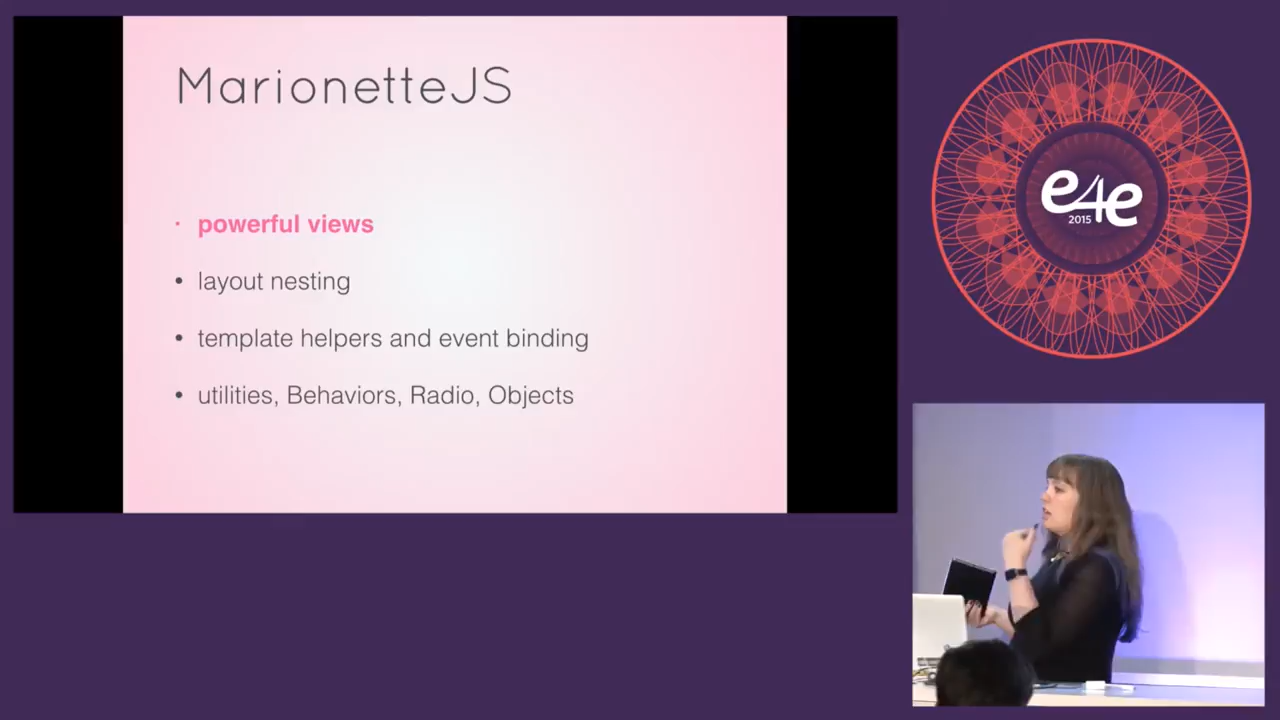 MarionetteJS
· powerful views
• layout nesting
• template helpers and event binding
• utilities, Behaviors, Radio, Objects
e4e
2015